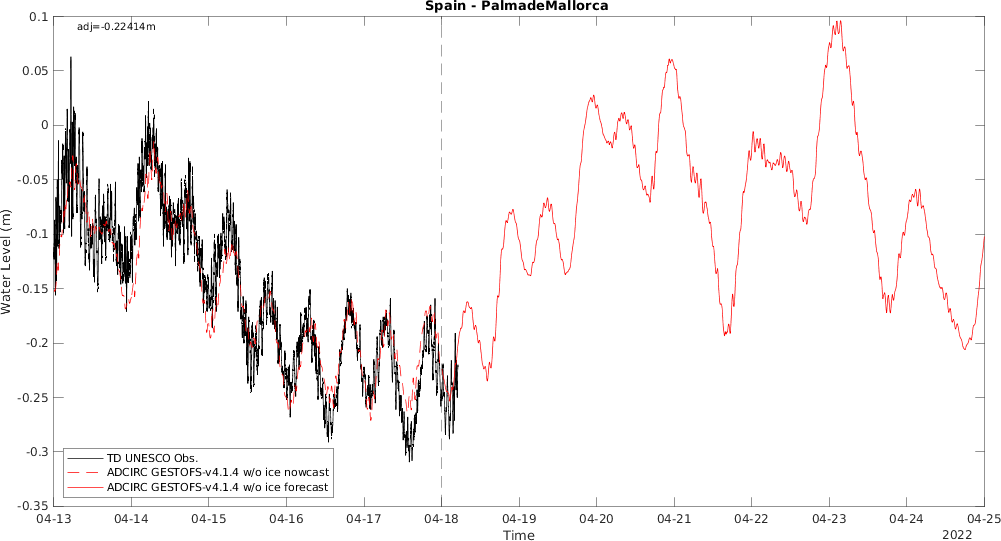 Spain - PalmadeMallorca
adj=-0.22414m
0.1
0.05
0
-0.05
-0.1
-0.15
-0.2
-0.25
-0.3
-0.35
Water Level (m)
TD UNESCO Obs.
ADCIRC GESTOFS-v4.1.4 w/o ice nowcast
ADCIRC GESTOFS-v4.1.4 w/o ice forecast
04-13 04-14 04-15 04-16 04-17 04-18 04-19 04-20 04-21 04-22 04-23 04-24 04-25
Time
2022